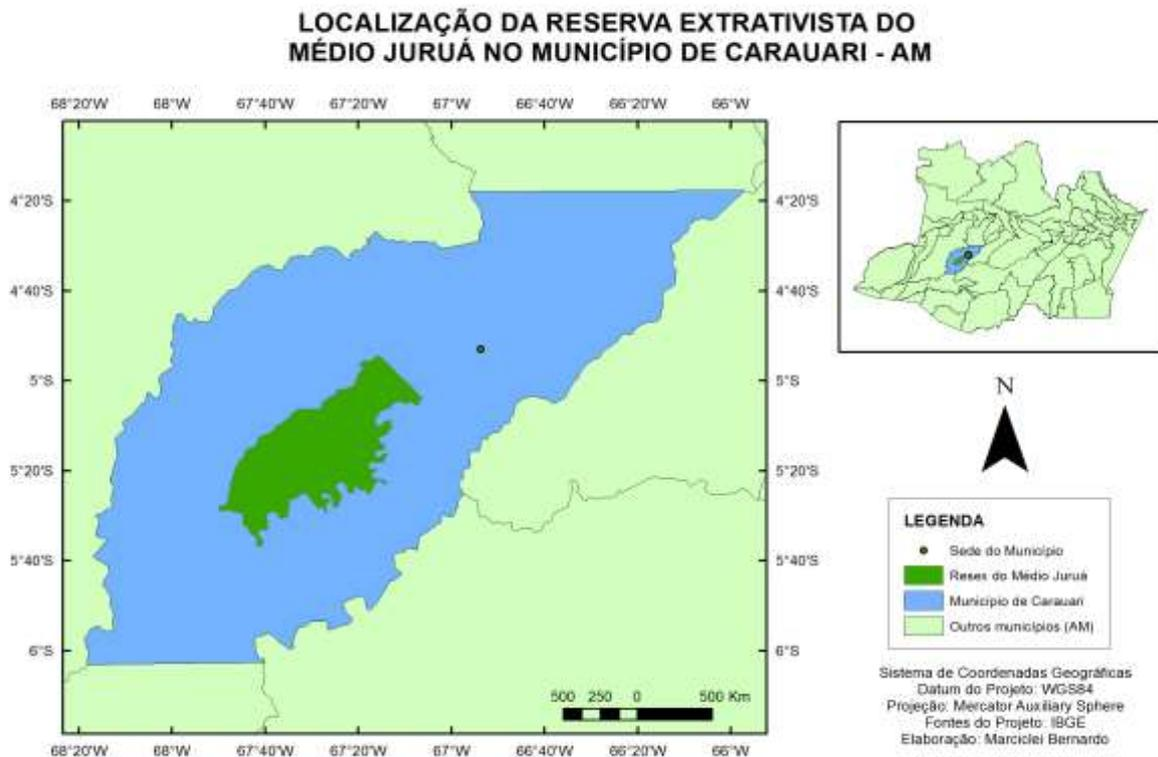 LOCALIZAÇÃO DA RESERVA EXTRATIVISTA DO
MÉDIO JURUÁ NO MUNICÍPIO DE CARAUARI - AM
68°20'W 68°W 67°40'W 67°20'W 67°W 66°40'W 66°20'W 66°W
4°20'S 4°20'S
4°40'S 4°40'S
5°S 5°S
5°20'S 5°20'S
5°40'S 5°40'S
6°S 6°S
500 250 0 500 Km
68°20'W 68°W 67°40'W 67°20'W 67°W 66°40'W 66°20'W 66°W
N
LEGENDA
Sede do Município
Reses do Médio Juruá
Município de Carauari
Outros municípios (AM)
Sistema de Coordenadas Geográficas
Datum do Projeto: WGS84
Projeção: Mercator Auxiliary Sphere
Fontes do Projeto: IBGE
Elaboração: Marciclei Bernardo